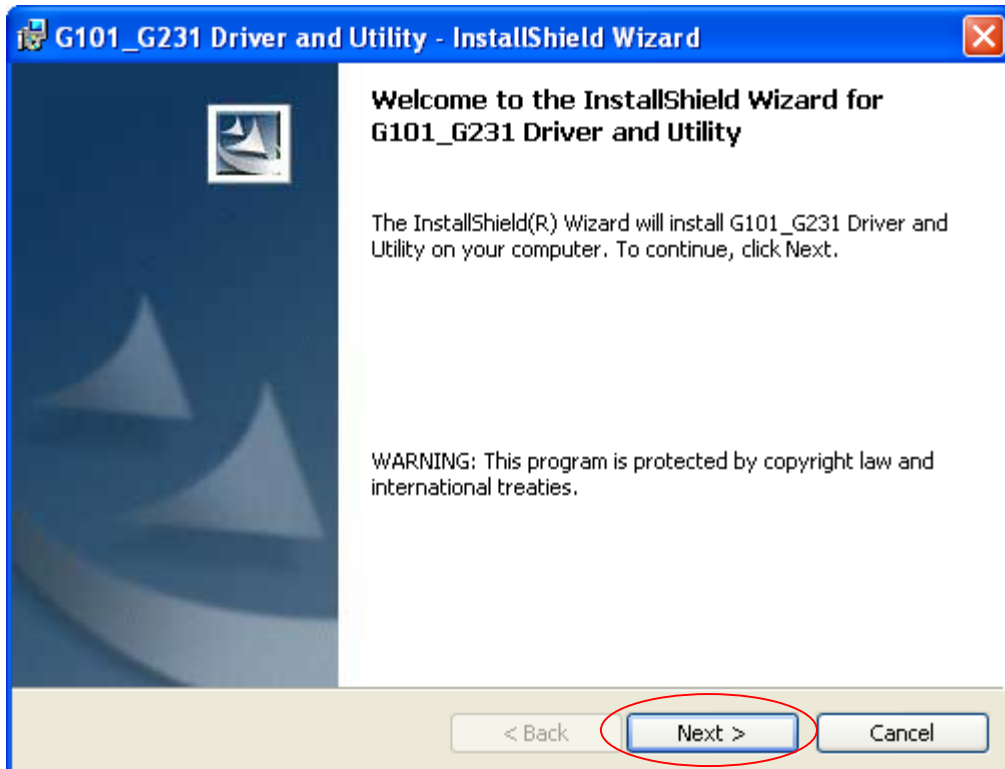 G101_G231 Driver and Utility - InstallShield Wizard
Welcome to the InstallShield Wizard for
G101_G231 Driver and Utility
The InstallShield(R) Wizard will install G101_G231 Driver and
Utility on your computer. To continue, click Next.
WARNING: This program is protected by copyright law and
international treaties.
< Back
Next >
Cancel